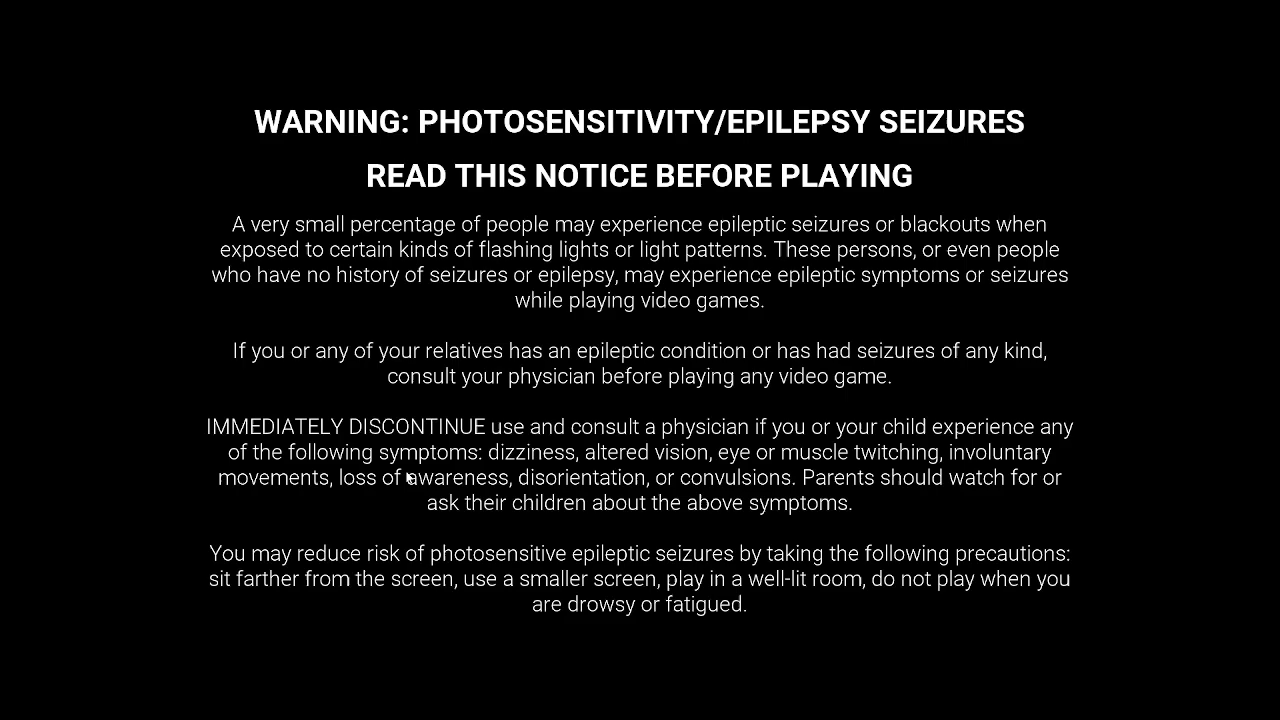 WARNING: PHOTOSENSITIVITY/EPILEPSY SEIZURES
READ THIS NOTICE BEFORE PLAYING
A very small percentage of people may experience epileptic seizures or blackouts when
exposed to certain kinds of flashing lights or light patterns. These persons, or even people
who have no history of seizures or epilepsy, may experience epileptic symptoms or seizures
while playing video games.
If you or any of your relatives has an epileptic condition or has had seizures of any kind,
consult your physician before playing any video game.
IMMEDIATELY DISCONTINUE use and consult a physician if you or your child experience any
of the following symptoms: dizziness, altered vision, eye or muscle twitching, involuntary
movements, loss of awareness, disorientation, or convulsions. Parents should watch for or
ask their children about the above symptoms.
You may reduce risk of photosensitive epileptic seizures by taking the following precautions:
sit farther from the screen, use a smaller screen, play in a well-lit room, do not play when you
are drowsy or fatigued.